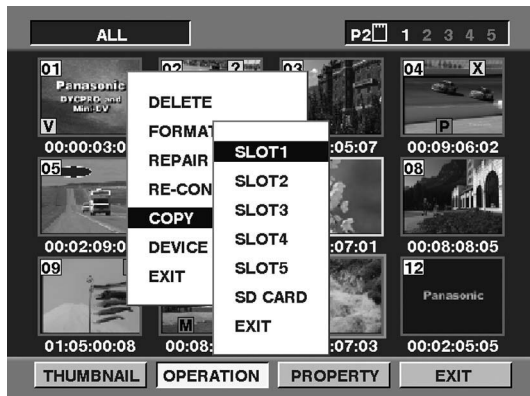 ALL
P2 1 2 3 4 5
01
Panasonic
DVCPRO and
Mini-DV
V
00:00:03:0
02
?
03
:05:07
04
X
P
00:09:06:02
DELETE
FORMAT
REPAIR
RE-CON
COPY
DEVICE
EXIT
SLOT1
SLOT2
SLOT3
SLOT4
SLOT5
SD CARD
EXIT
05
00:02:09:0
:07:01
08
00:08:08:05
09
01:05:00:08
M
00:08:
:07:03
12
Panasonic
00:02:05:05
THUMBNAIL
OPERATION
PROPERTY
EXIT